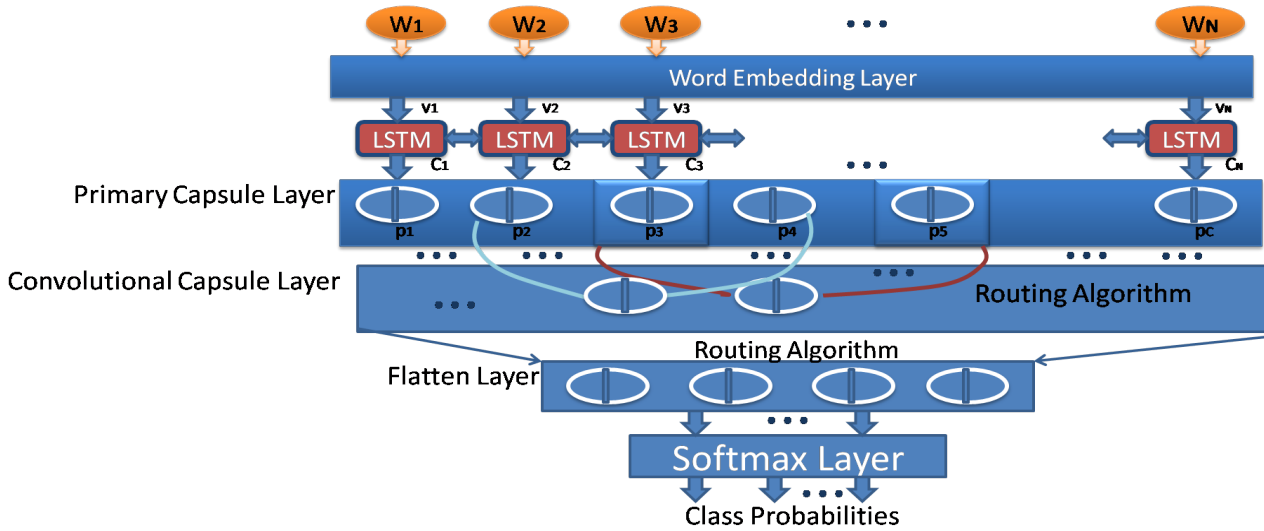 W1 W2 W3 WN
Word Embedding Layer
v1 v2 v3 vN
LSTM LSTM LSTM LSTM
C1 C2 C3 CN
Primary Capsule Layer
p1 p2 p3 p4 p5 pC
Convolutional Capsule Layer
Routing Algorithm
Routing Algorithm
Flatten Layer
Softmax Layer
Class Probabilities